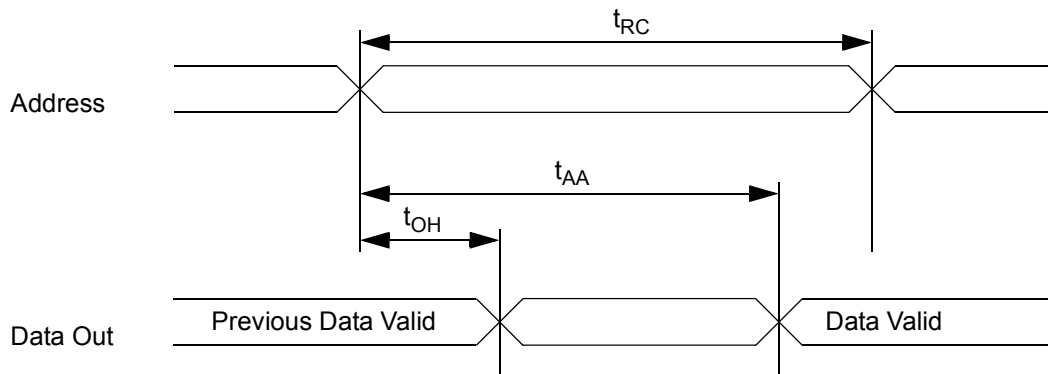 tRC
Address
tAA
tOH
Previous Data Valid
Data Valid
Data Out